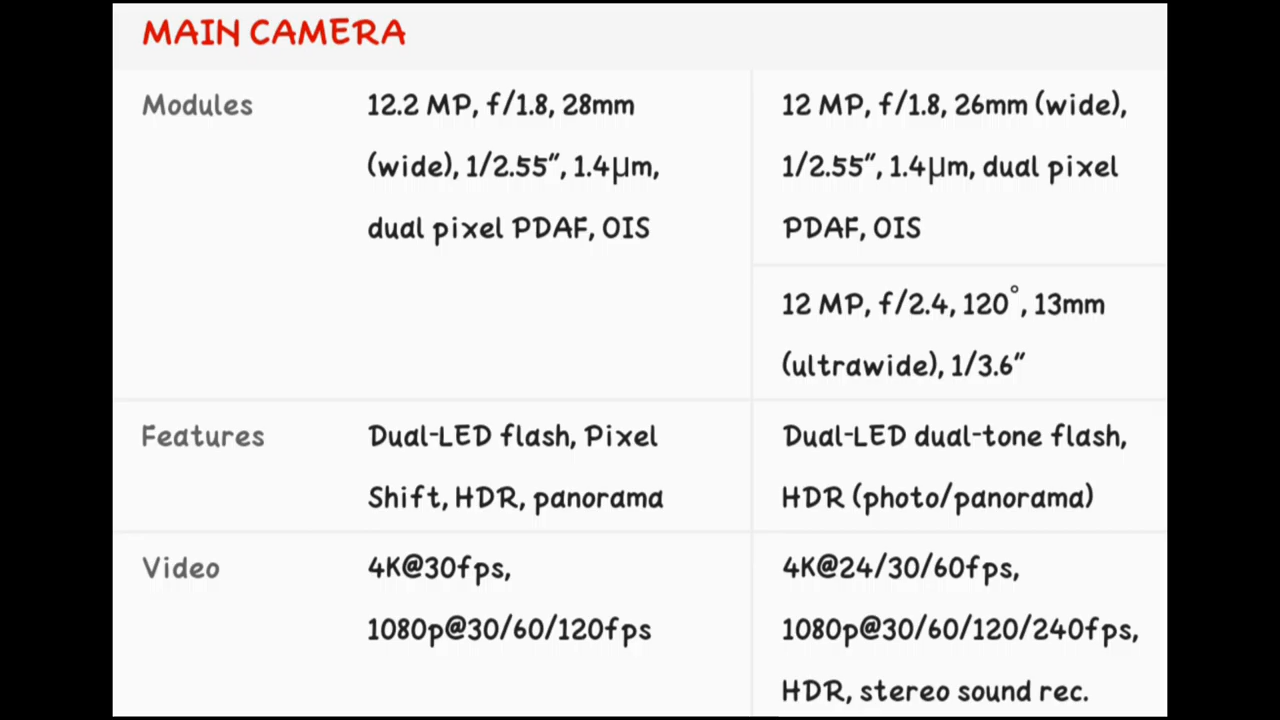 MAIN CAMERA
Modules
12.2 MP, f/1.8, 28mm
(wide), 1/2.55", 1.4μm,
dual pixel PDAF, OIS
12 MP, f/1.8, 26mm (wide),
1/2.55", 1.4μm, dual pixel
PDAF, OIS
12 MP, f/2.4, 120°, 13mm
(ultrawide), 1/3.6"
Features
Dual-LED flash, Pixel
Shift, HDR, panorama
Dual-LED dual-tone flash,
HDR (photo/panorama)
Video
4K@30fps,
1080p@30/60/120fps
4K@24/30/60fps,
1080p@30/60/120/240fps,
HDR, stereo sound rec.